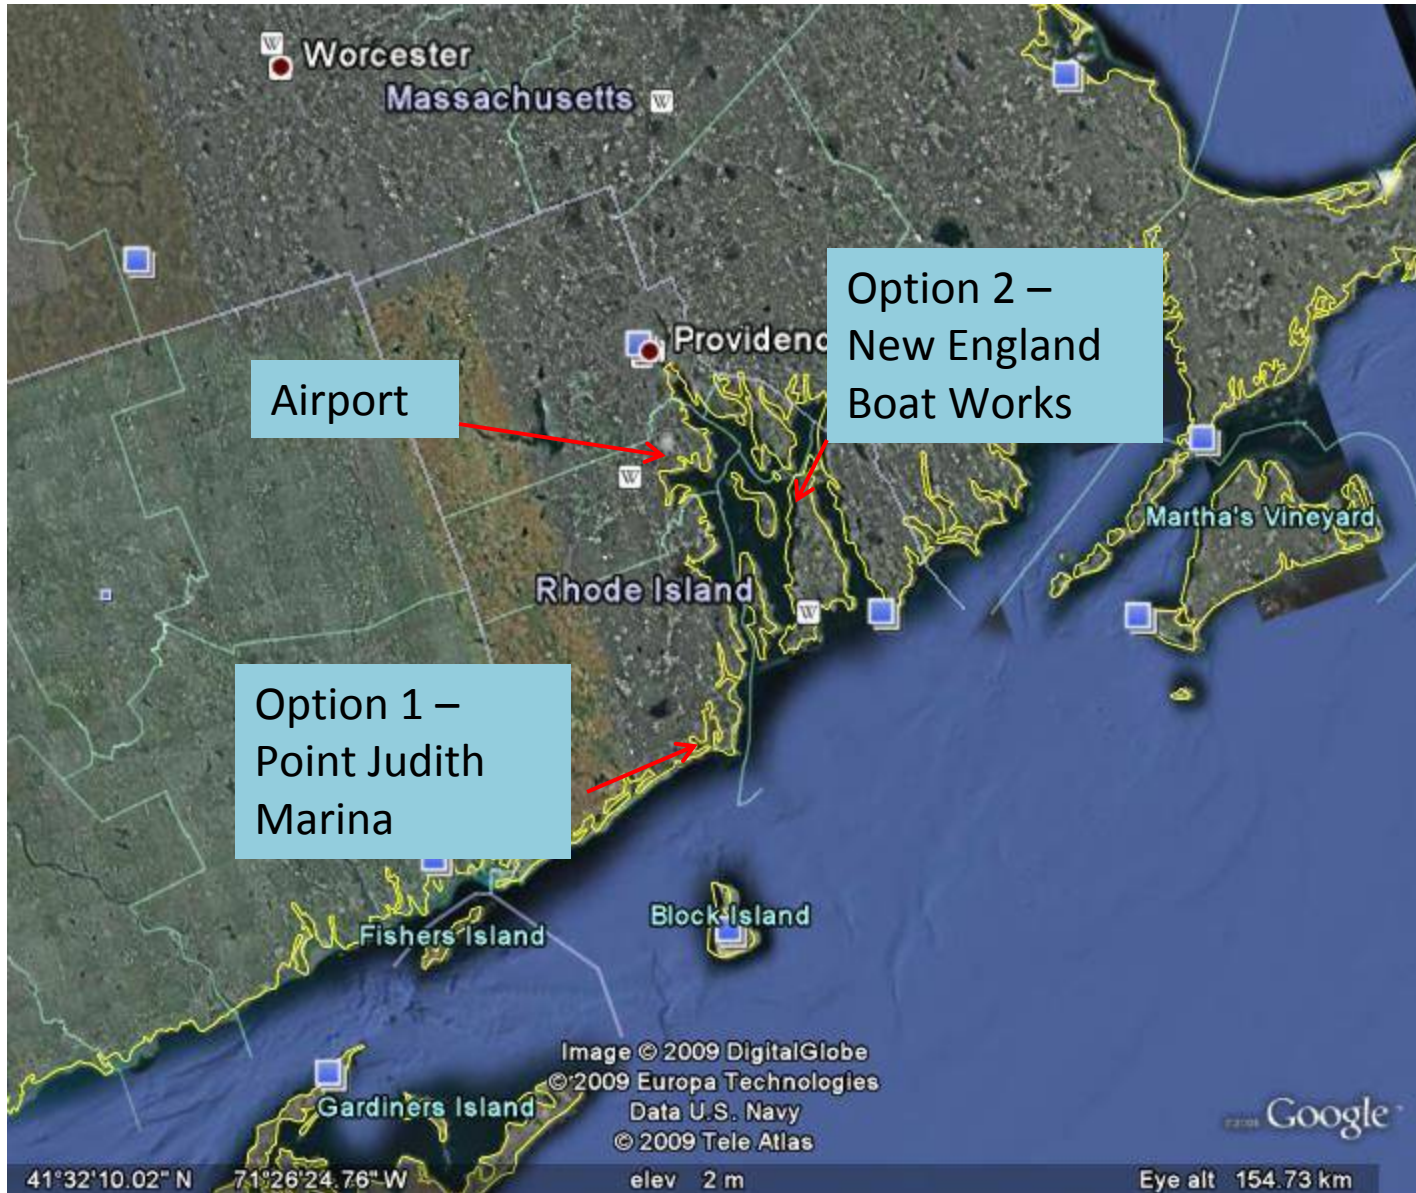 W
Worcester
Massachusetts W
Option 2 –
New England
Boat Works
Providenc
Airport
W
Martha's Vineyard
Rhode Island
W
Option 1 –
Point Judith
Marina
Block Island
Fishers Island
Image © 2009 DigitalGlobe
© 2009 Europa Technologies
Data U.S. Navy
© 2009 Tele Atlas
Gardiners Island
Google
41°32'10.02" N 71°26'24.76" W elev 2 m Eye alt 154.73 km